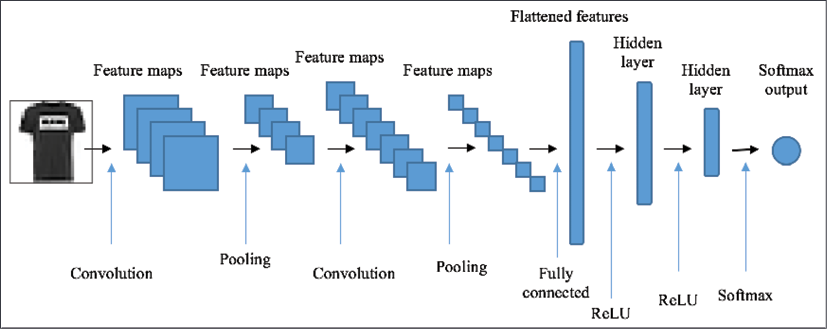 Flattened features
Hidden
layer
Feature maps
Feature maps
Feature maps
Feature maps
Hidden
layer
Softmax
output
Convolution
Pooling
Convolution
Pooling
Fully
connected
ReLU
ReLU
Softmax